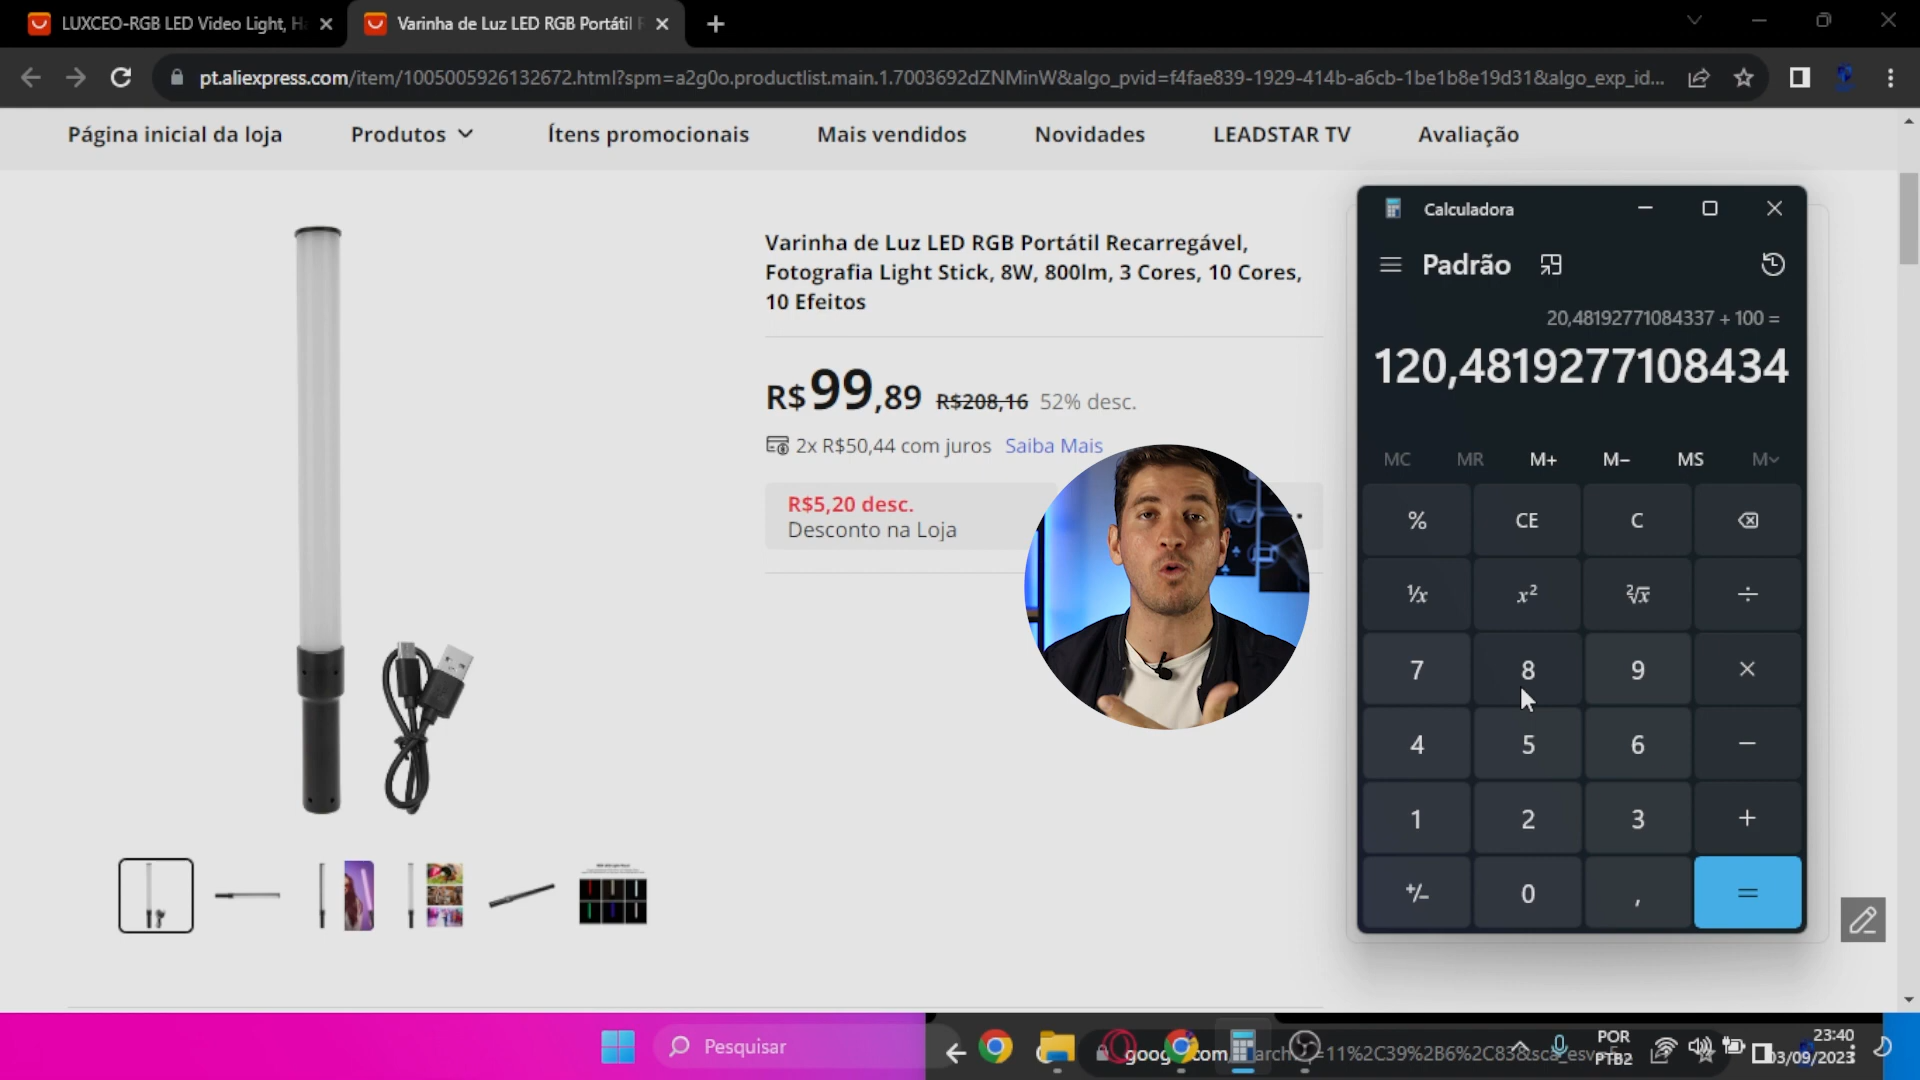 LUXCEO-RGB LED Video Light, H
Varinha de Luz LED RGB Portátil
pt.aliexpress.com/item/1005005926132672.html?spm=a2g0o.productlist.main.1.7003692dZNMinW&algo_pvid=f4fae839-1929-414b-a6cb-1be1b8e19d31&algo_exp_id...
Página inicial da loja
Produtos
Ítens promocionais
Mais vendidos
Novidades
LEADSTAR TV
Avaliação
Varinha de Luz LED RGB Portátil Recarregável,
Fotografia Light Stick, 8W, 800lm, 3 Cores, 10 Cores,
10 Efeitos
R$99,89 R$208,16 52% desc.
2x R$50,44 com juros Saiba Mais
R$5,20 desc.
Desconto na Loja
Calculadora
Padrão
20,48192771084337 + 100 =
120,4819277108434
MC MR M+ M− MS M
% CE C
⅟x x² ²√x ÷
7 8 9 ×
4 5 6 −
1 2 3 +
+/− 0 , =
Pesquisar
goog
com
POR
PTB2
23:40
03/09/2023